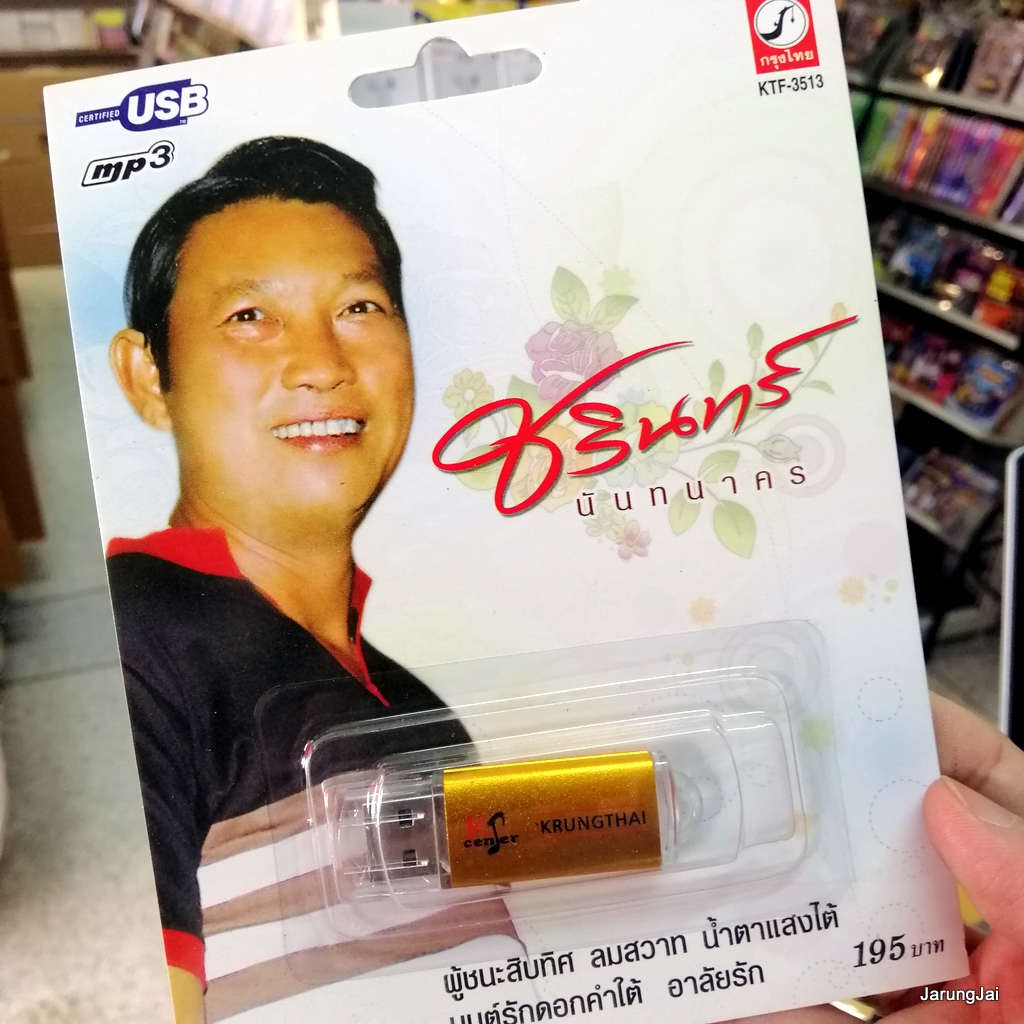 CERTIFIED USB™
mp3
กรุงไทย
KTF-3513
ชรินทร์
นันทนาคร
center
KRUNGTHAI
ผู้ชนะสิบทิศ ลมสวาท น้ำตาแสงไต้
มนต์รักดอกคำใต้ อาลัยรัก
195 บาท
JarungJai